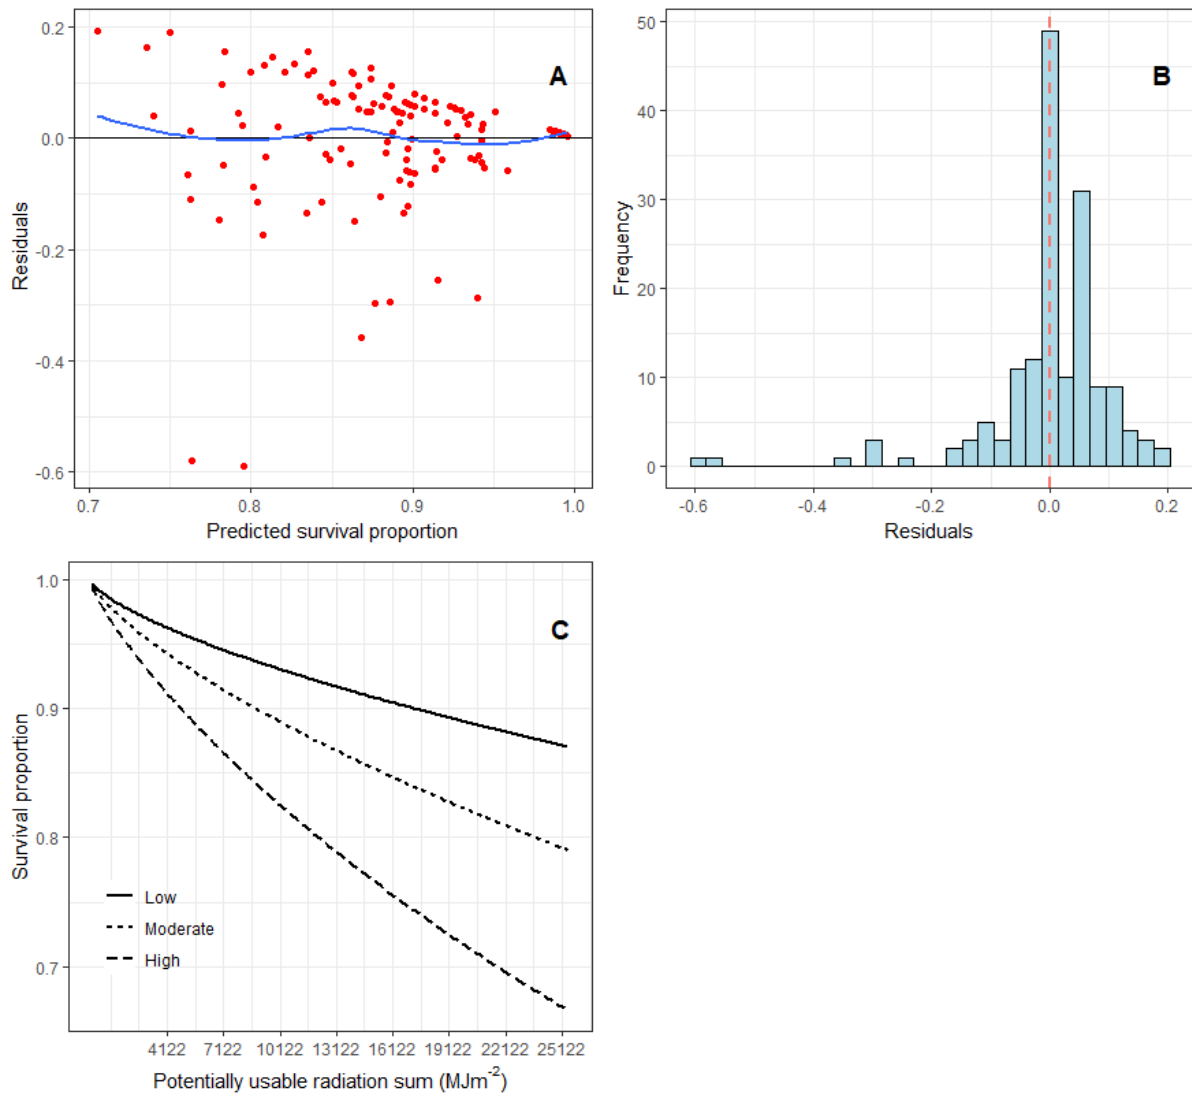 A
0.2
0.0
-0.2
-0.4
-0.6
Residuals
0.7 0.8 0.9 1.0
Predicted survival proportion
B
50
40
30
20
10
0
Frequency
-0.6 -0.4 -0.2 0.0 0.2
Residuals
C
1.0
0.9
0.8
0.7
Survival proportion
Low
Moderate
High
4122 7122 10122 13122 16122 19122 22122 25122
Potentially usable radiation sum (MJm⁻²)